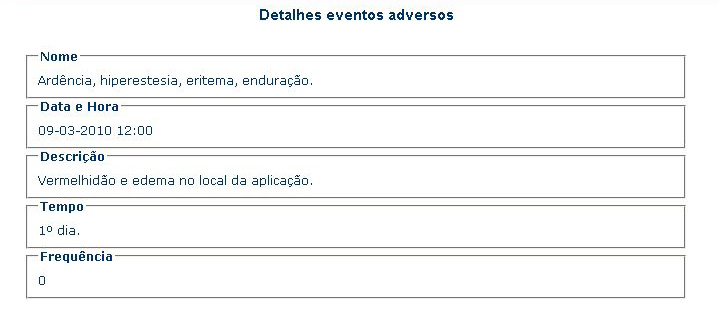 Detalhes eventos adversos
Nome
Ardência, hiperestesia, eritema, enduração.
Data e Hora
09-03-2010 12:00
Descrição
Vermelhidão e edema no local da aplicação.
Tempo
1º dia.
Frequência
0